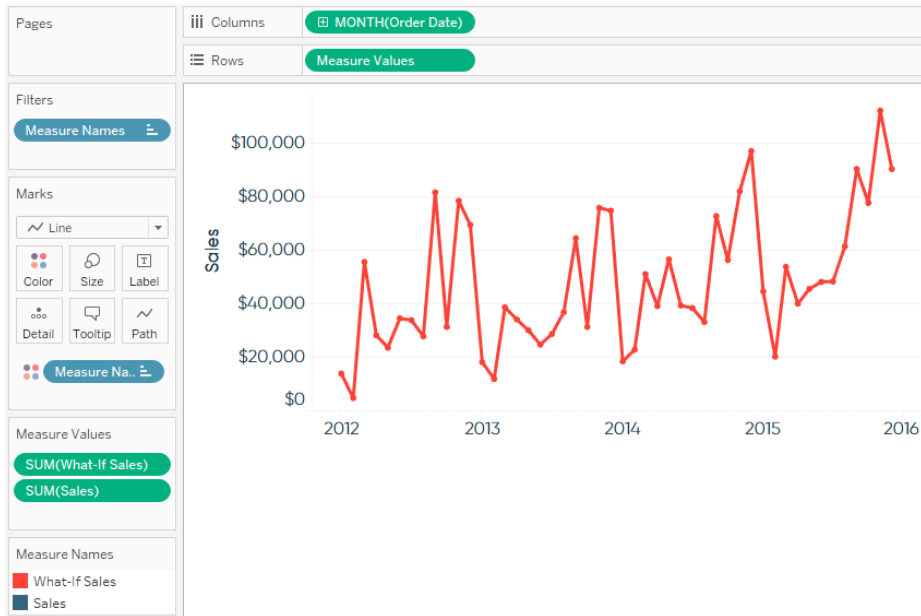 Pages
Columns
MONTH(Order Date)
Rows
Measure Values
Filters
Measure Names
Marks
Line
Color
Size
Label
Detail
Tooltip
Path
Measure Na..
Measure Values
SUM(What-If Sales)
SUM(Sales)
Measure Names
What-If Sales
Sales
Sales
$100,000
$80,000
$60,000
$40,000
$20,000
$0
2012 2013 2014 2015 2016